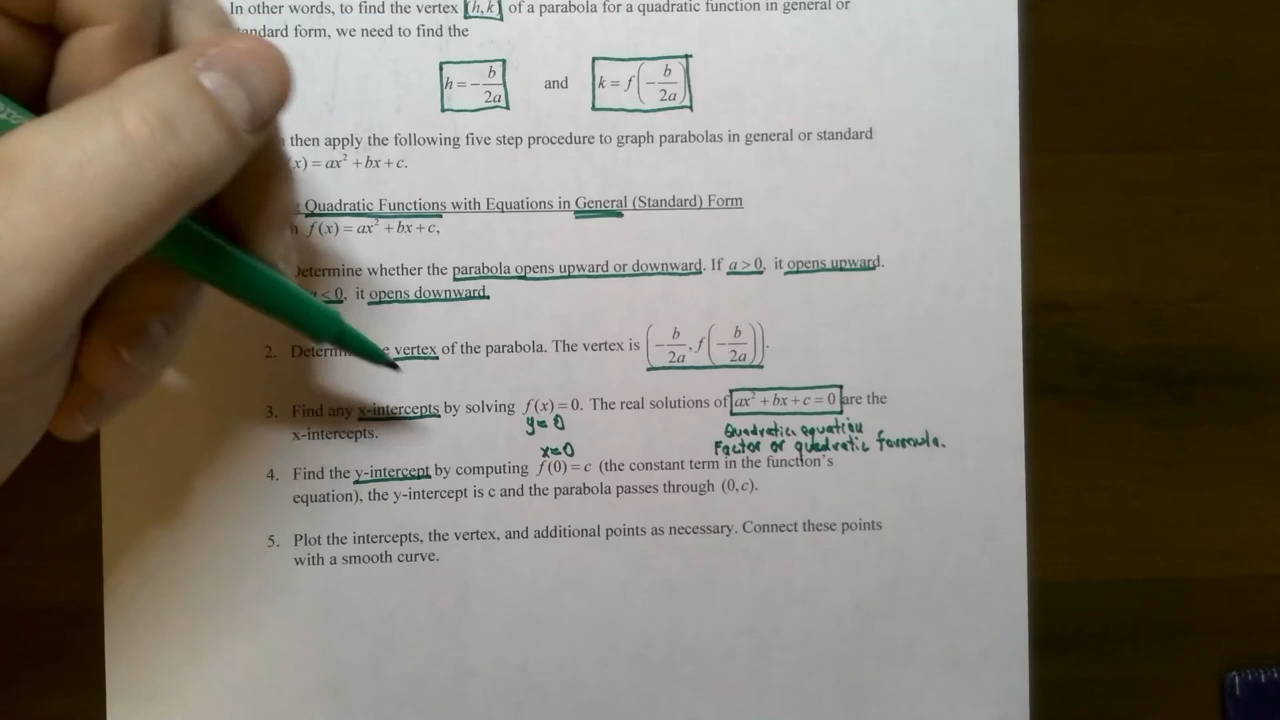 In other words, to find the vertex (h,k) of a parabola for a quadratic function in general or
standard form, we need to find the
h = -b/2a and k = f(-b/2a)
then apply the following five step procedure to graph parabolas in general or standard
x) = ax² + bx + c.
Quadratic Functions with Equations in General (Standard) Form
f(x) = ax² + bx + c,
Determine whether the parabola opens upward or downward. If a > 0, it opens upward.
< 0, it opens downward.
2. Determine vertex of the parabola. The vertex is (-b/2a, f(-b/2a)).
3. Find any x-intercepts by solving f(x) = 0. The real solutions of ax² + bx + c = 0 are the
x-intercepts.
y = 0
Quadratic equation
Factor or quadratic formula.
x = 0
4. Find the y-intercept by computing f(0) = c (the constant term in the function's
equation), the y-intercept is c and the parabola passes through (0,c).
5. Plot the intercepts, the vertex, and additional points as necessary. Connect these points
with a smooth curve.